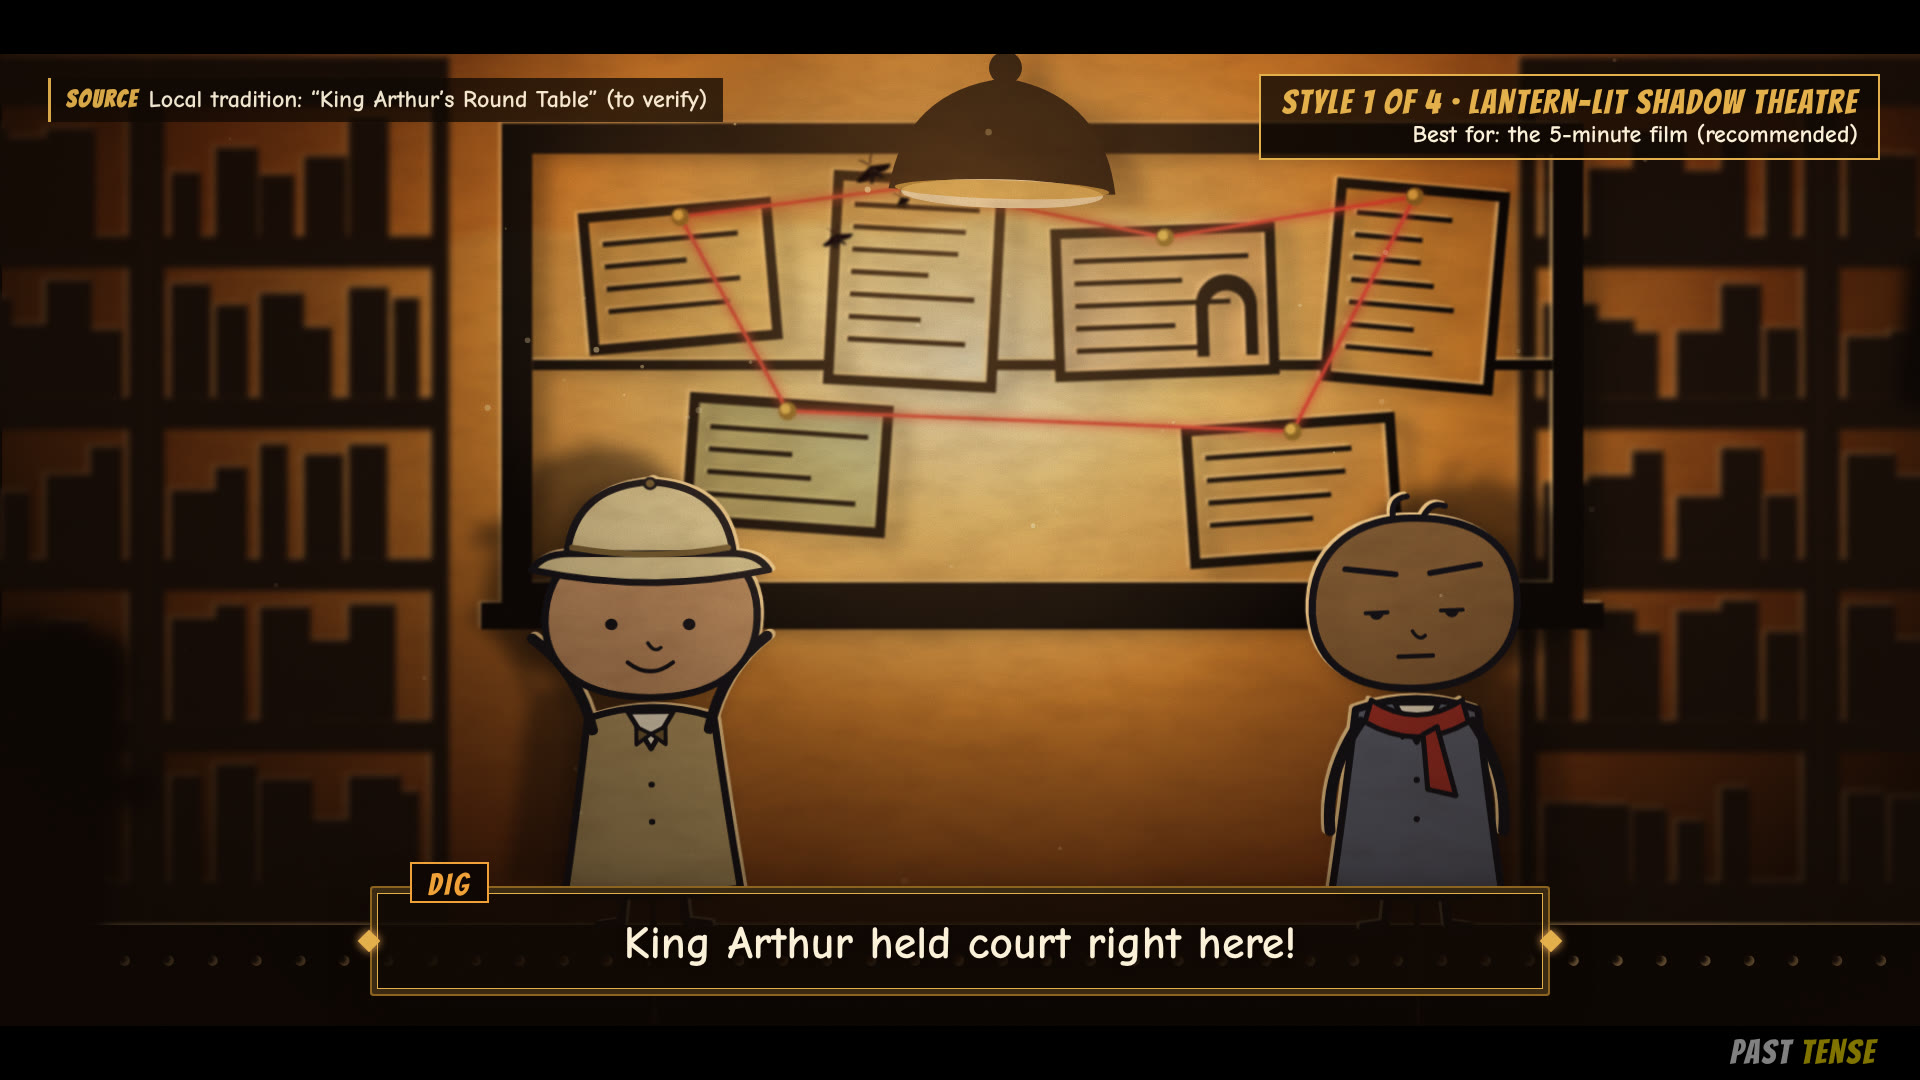 SOURCE Local tradition: “King Arthur’s Round Table” (to verify)
STYLE 1 OF 4 • LANTERN-LIT SHADOW THEATRE
Best for: the 5-minute film (recommended)
DIG
King Arthur held court right here!
PAST TENSE